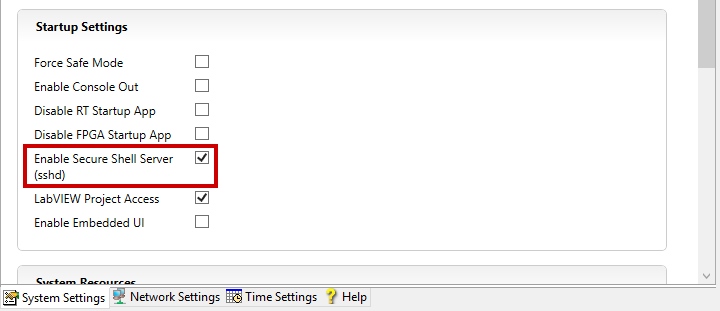 Startup Settings
Force Safe Mode
Enable Console Out
Disable RT Startup App
Disable FPGA Startup App
Enable Secure Shell Server
(sshd)
LabVIEW Project Access
Enable Embedded UI
System Resources
System Settings Network Settings Time Settings ? Help